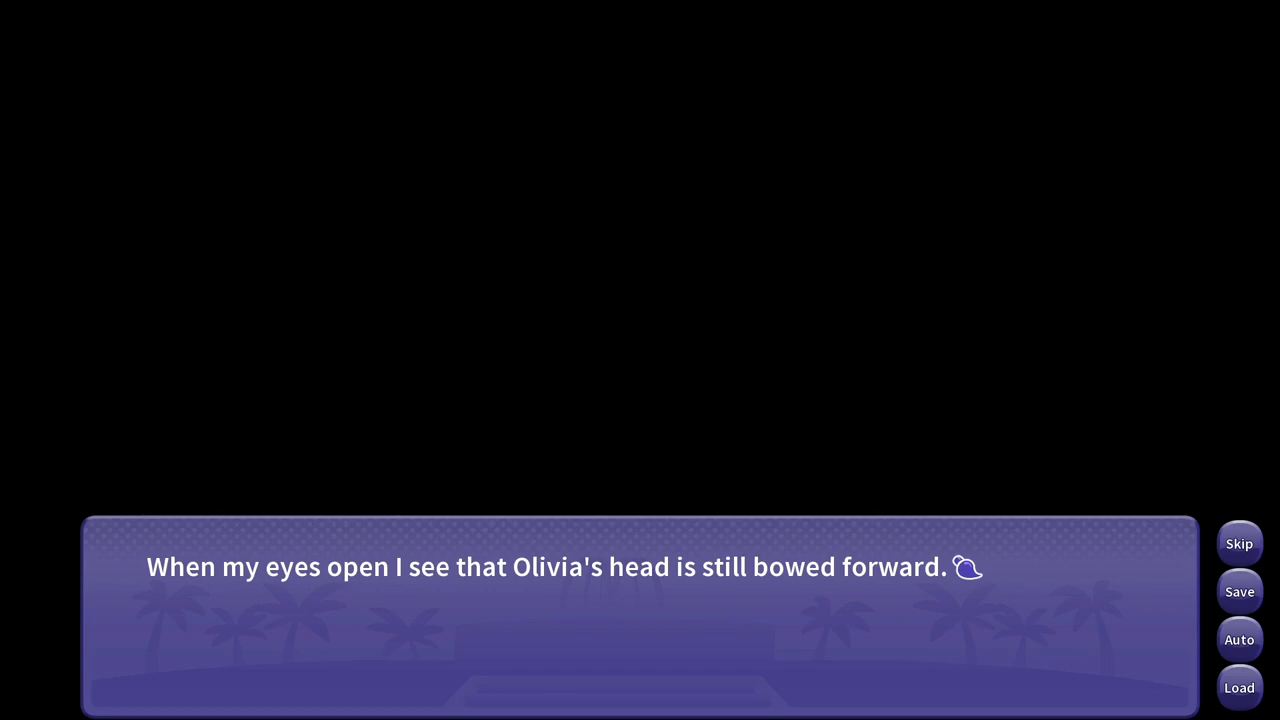 When my eyes open I see that Olivia's head is still bowed forward.
Skip
Save
Auto
Load